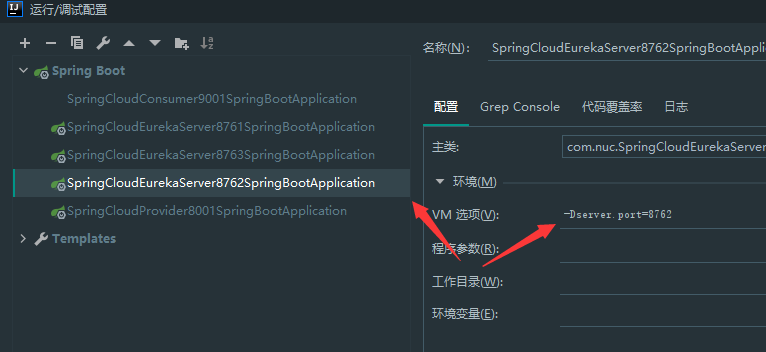 运行/调试配置
Spring Boot
SpringCloudConsumer9001SpringBootApplication
SpringCloudEurekaServer8761SpringBootApplication
SpringCloudEurekaServer8763SpringBootApplication
SpringCloudEurekaServer8762SpringBootApplication
SpringCloudProvider8001SpringBootApplication
Templates
名称(N): SpringCloudEurekaServer8762SpringBootApplic
配置 Grep Console 代码覆盖率 日志
主类: com.nuc.SpringCloudEurekaServer
环境(M)
VM 选项(V): -Dserver.port=8762
程序参数(R):
工作目录(W):
环境变量(E):